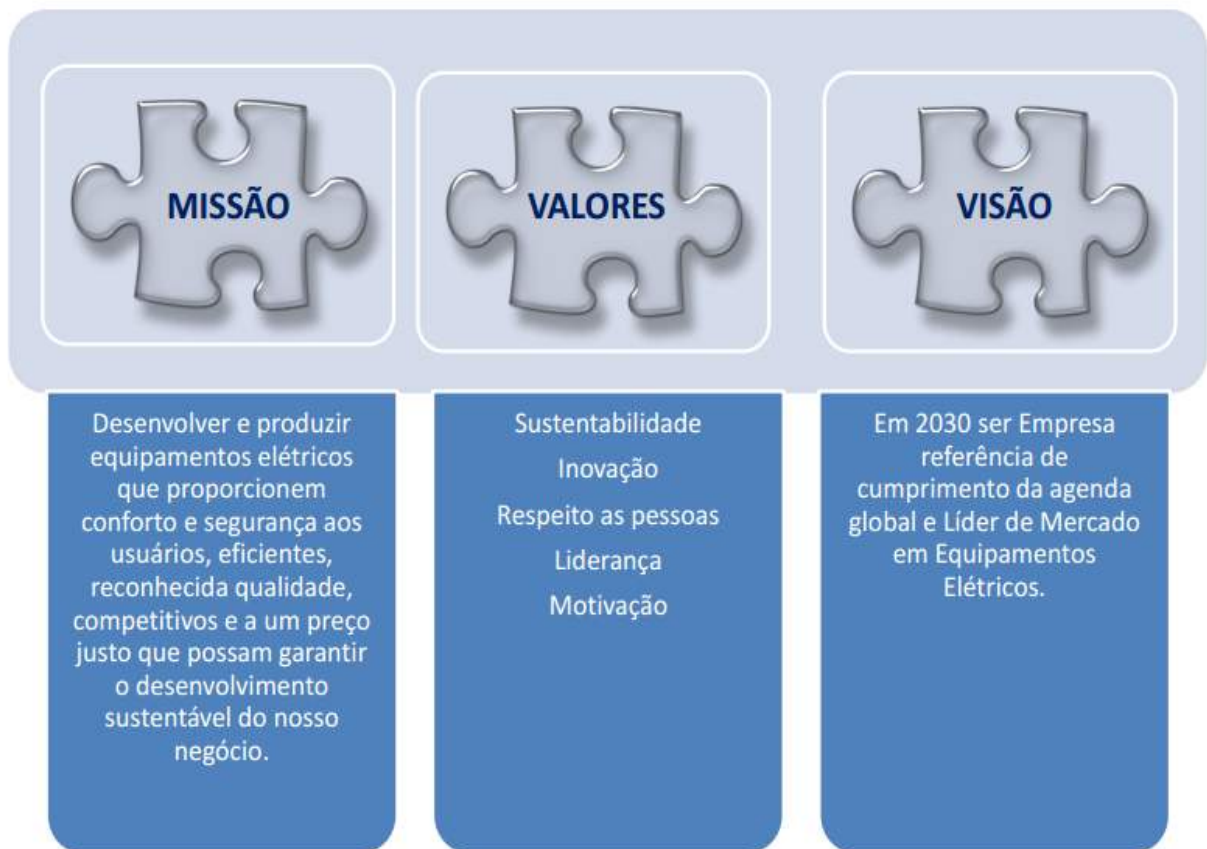 MISSÃO
VALORES
VISÃO
Desenvolver e produzir
equipamentos elétricos
que proporcionem
conforto e segurança aos
usuários, eficientes,
reconhecida qualidade,
competitivos e a um preço
justo que possam garantir
o desenvolvimento
sustentável do nosso
negócio.
Sustentabilidade
Inovação
Respeito as pessoas
Liderança
Motivação
Em 2030 ser Empresa
referência de
cumprimento da agenda
global e Líder de Mercado
em Equipamentos
Elétricos.